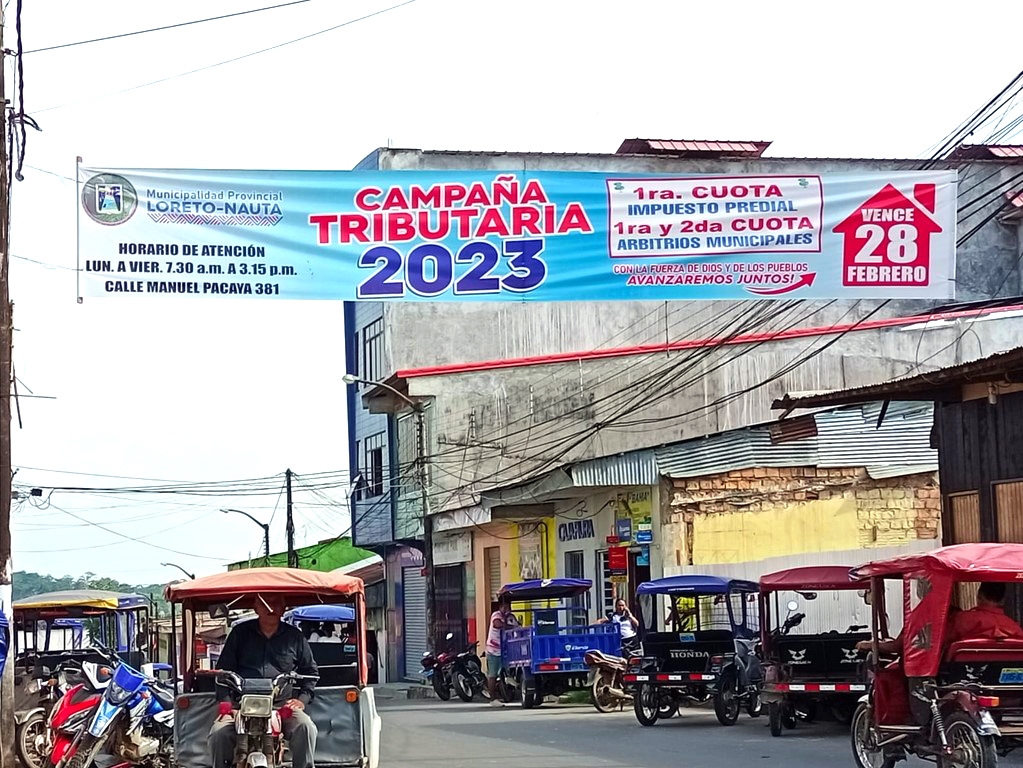 Municipalidad Provincial
LORETO-NAUTA
HORARIO DE ATENCIÓN
LUN. A VIER. 7.30 a.m. A 3.15 p.m.
CALLE MANUEL PACAYA 381
CAMPAÑA
TRIBUTARIA
2023
1ra. CUOTA
IMPUESTO PREDIAL
1ra y 2da CUOTA
ARBITRIOS MUNICIPALES
CON LA FUERZA DE DIOS Y DE LOS PUEBLOS
AVANZAREMOS JUNTOS!
VENCE
28
FEBRERO
HONDA